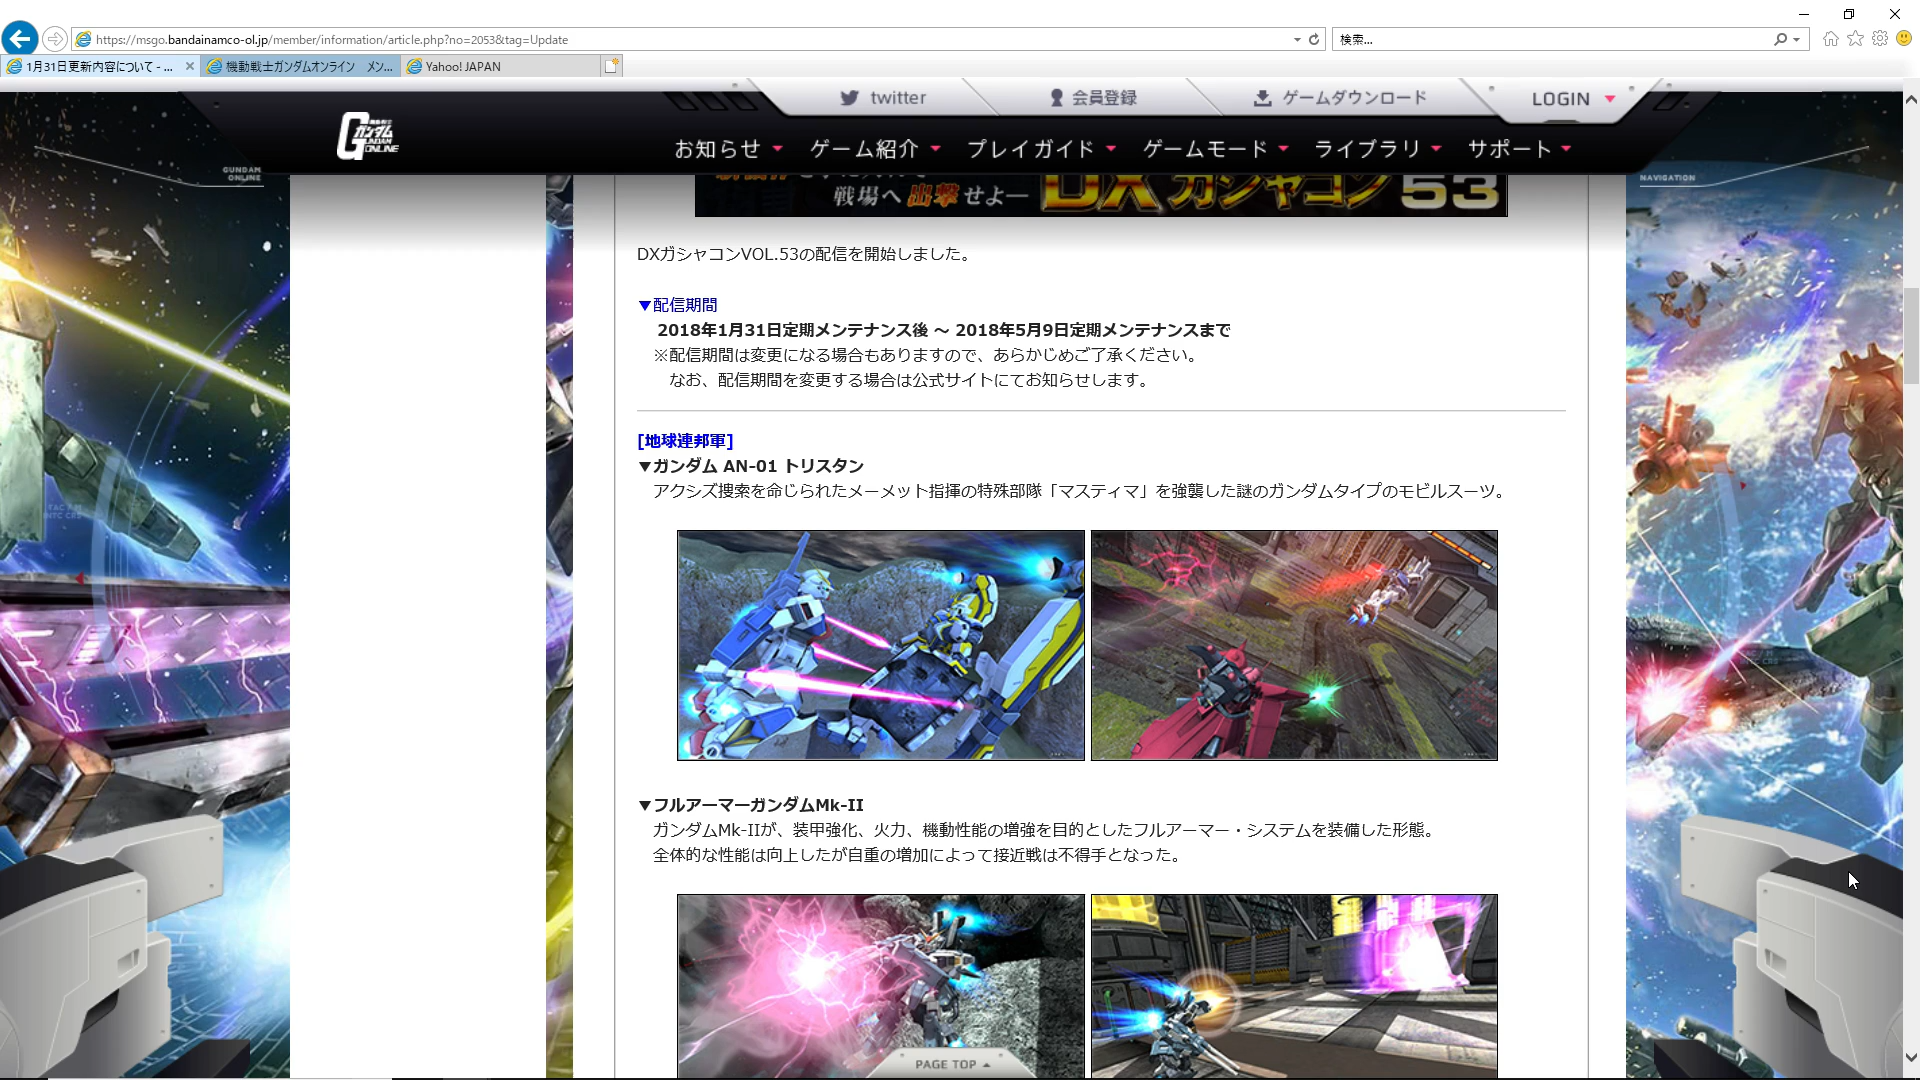 https://msgo.bandainamco-ol.jp/member/information/article.php?no=2053&tag=Update
検索...
1月31日更新内容について - ...
機動戦士ガンダムオンライン メン...
Yahoo! JAPAN
twitter
会員登録
ゲームダウンロード
LOGIN
ガンダム
GUNDAM
ONLINE
お知らせ
ゲーム紹介
プレイガイド
ゲームモード
ライブラリ
サポート
GUNDAM
ONLINE
NAVIGATION
戦場へ出撃せよー
DXガシャコン53
DXガシャコンVOL.53の配信を開始しました。
▼配信期間
2018年1月31日定期メンテナンス後 ～ 2018年5月9日定期メンテナンスまで
※配信期間は変更になる場合もありますので、あらかじめご了承ください。
なお、配信期間を変更する場合は公式サイトにてお知らせします。
[地球連邦軍]
▼ガンダム AN-01 トリスタン
アクシズ捜索を命じられたメーメット指揮の特殊部隊「マスティマ」を強襲した謎のガンダムタイプのモビルスーツ。
▼フルアーマーガンダムMk-II
ガンダムMk-IIが、装甲強化、火力、機動性能の増強を目的としたフルアーマー・システムを装備した形態。
全体的な性能は向上したが自重の増加によって接近戦は不得手となった。
PAGE TOP